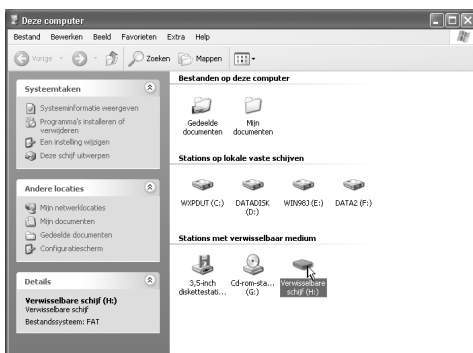 Deze computer
Bestand Bewerken Beeld Favorieten Extra Help
Vorige Zoeken Mappen
Systeemtaken
Systeeminformatie weergeven
Programma's installeren of
verwijderen
Een instelling wijzigen
Deze schijf uitwerpen
Andere locaties
Mijn netwerklocaties
Mijn documenten
Gedeelde documenten
Configuratiescherm
Details
Verwisselbare schijf (H:)
Verwisselbare schijf
Bestandssysteem: FAT
Bestanden op deze computer
Gedeelde
documenten
Mijn
documenten
Stations op lokale vaste schijven
WXPDUT (C:)
DATADISK
(D:)
WIN98J (E:)
DATA2 (F:)
Stations met verwisselbaar medium
3,5-inch
diskettestati...
Cd-rom-sta...
(G:)
Verwisselbare
schijf (H:)